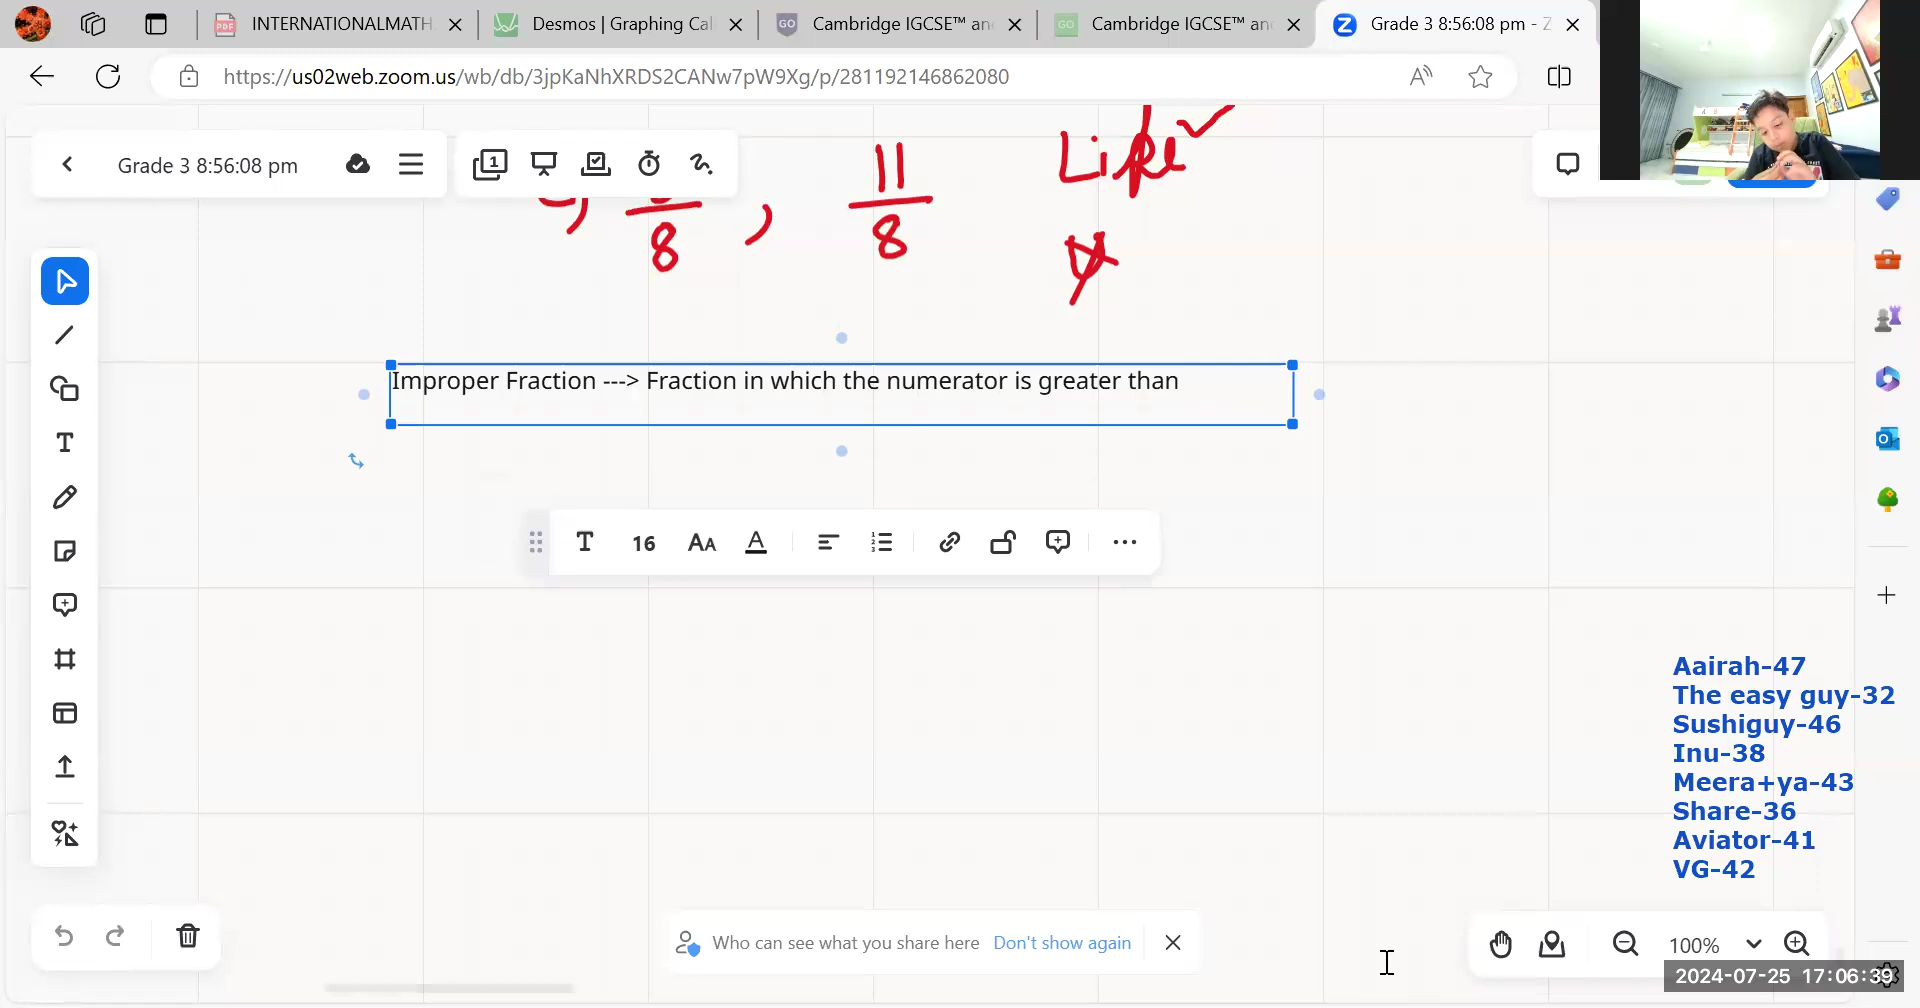 INTERNATIONALMATH
Desmos | Graphing Cal
Cambridge IGCSE™ an
Cambridge IGCSE™ an
Grade 3 8:56:08 pm - Z
https://us02web.zoom.us/wb/db/3jpKaNhXRDS2CANw7pW9Xg/p/281192146862080
Grade 3 8:56:08 pm
1
Like
11
8
, 8
Improper Fraction ---> Fraction in which the numerator is greater than
16
Aairah-47
The easy guy-32
Sushiguy-46
Inu-38
Meera+ya-43
Share-36
Aviator-41
VG-42
Who can see what you share here Don't show again
100%
2024-07-25 17:06:39